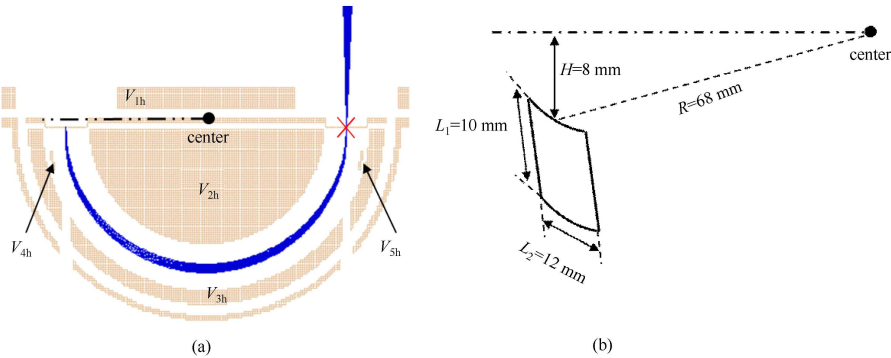 V1h
center
V2h
V4h
V5h
V3h
(a)
H=8 mm
center
R=68 mm
L1=10 mm
L2=12 mm
(b)